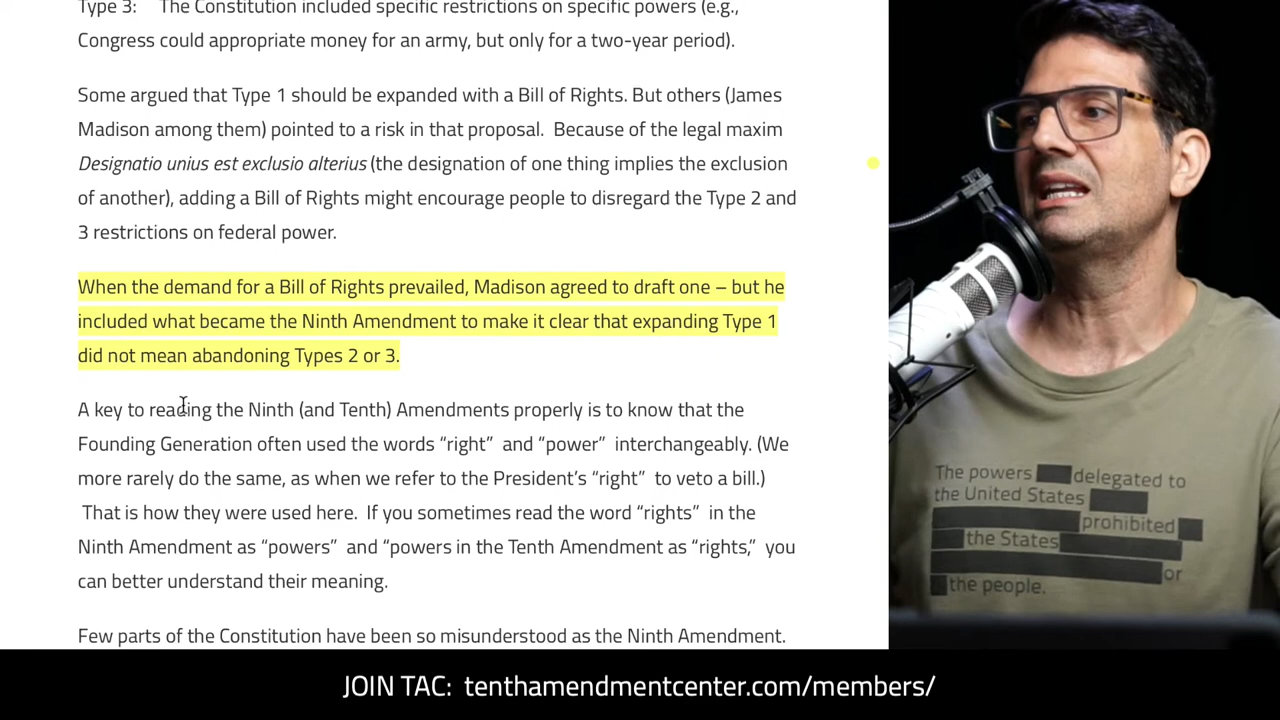 Type 3: The Constitution included specific restrictions on specific powers (e.g.,
Congress could appropriate money for an army, but only for a two-year period).
Some argued that Type 1 should be expanded with a Bill of Rights. But others (James
Madison among them) pointed to a risk in that proposal. Because of the legal maxim
Designatio unius est exclusio alterius (the designation of one thing implies the exclusion
of another), adding a Bill of Rights might encourage people to disregard the Type 2 and
3 restrictions on federal power.
When the demand for a Bill of Rights prevailed, Madison agreed to draft one – but he
included what became the Ninth Amendment to make it clear that expanding Type 1
did not mean abandoning Types 2 or 3.
A key to reading the Ninth (and Tenth) Amendments properly is to know that the
Founding Generation often used the words “right” and “power” interchangeably. (We
more rarely do the same, as when we refer to the President’s “right” to veto a bill.)
That is how they were used here. If you sometimes read the word “rights” in the
Ninth Amendment as “powers” and “powers in the Tenth Amendment as “rights,” you
can better understand their meaning.
Few parts of the Constitution have been so misunderstood as the Ninth Amendment.
The powers delegated to
the United States
prohibited
the States
or
the people.
JOIN TAC: tenthamendmentcenter.com/members/